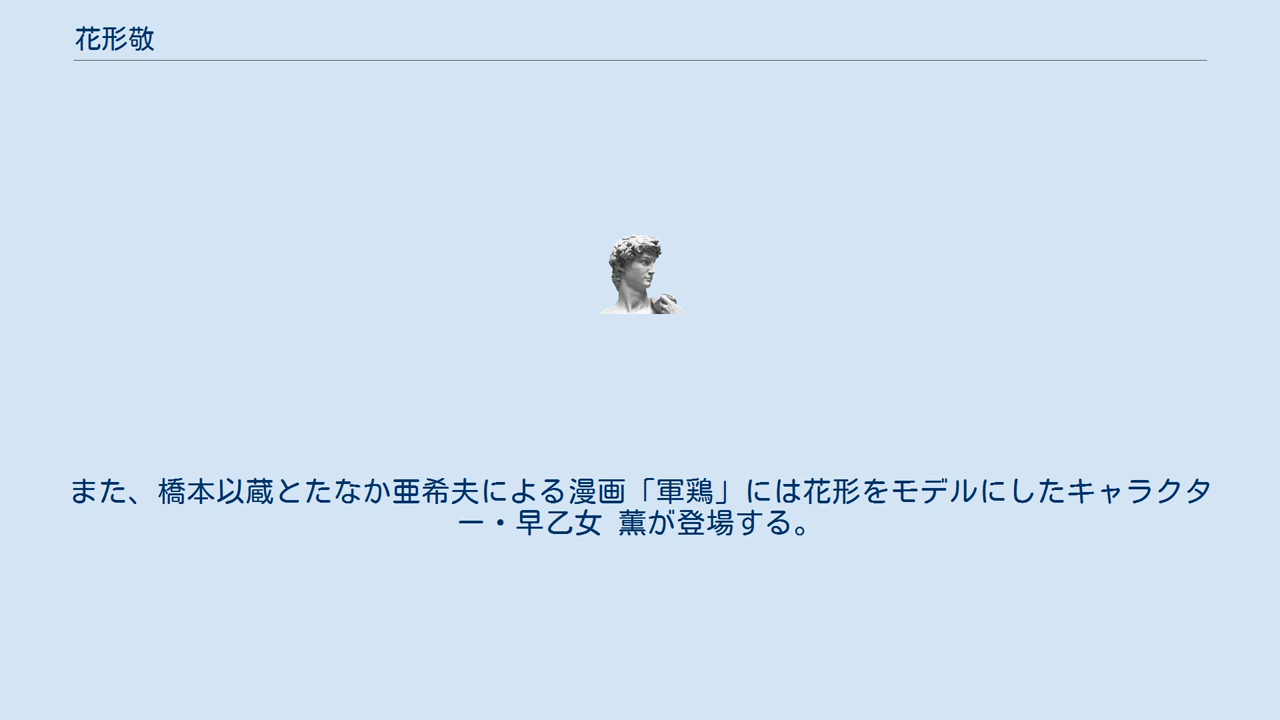 花形敬
また、橋本以蔵とたなか亜希夫による漫画「軍鶏」には花形をモデルにしたキャラクタ
ー・早乙女 薫が登場する。